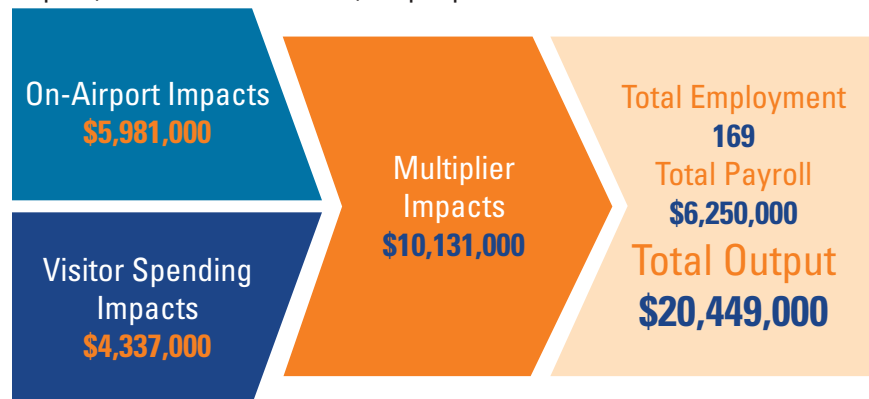 On-Airport Impacts
$5,981,000
Visitor Spending
Impacts
$4,337,000
Multiplier
Impacts
$10,131,000
Total Employment
169
Total Payroll
$6,250,000
Total Output
$20,449,000